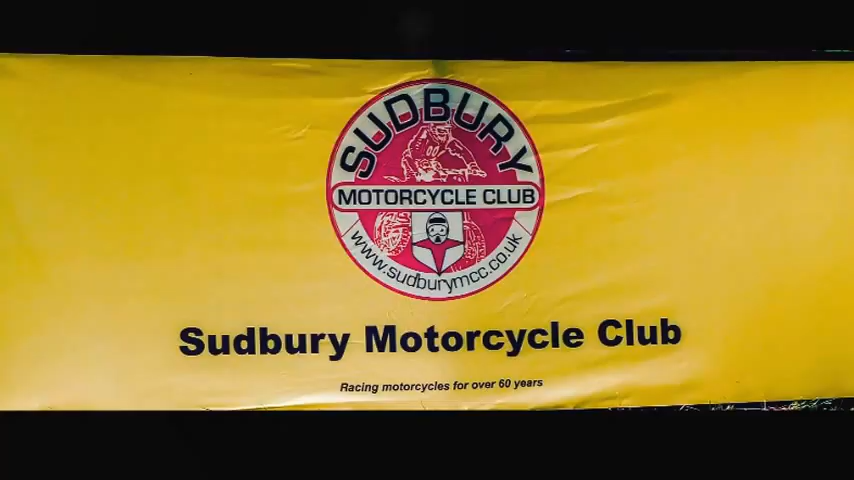 SUDBURY
MOTORCYCLE CLUB
www.sudburymcc.co.uk
Sudbury Motorcycle Club
Racing motorcycles for over 60 years